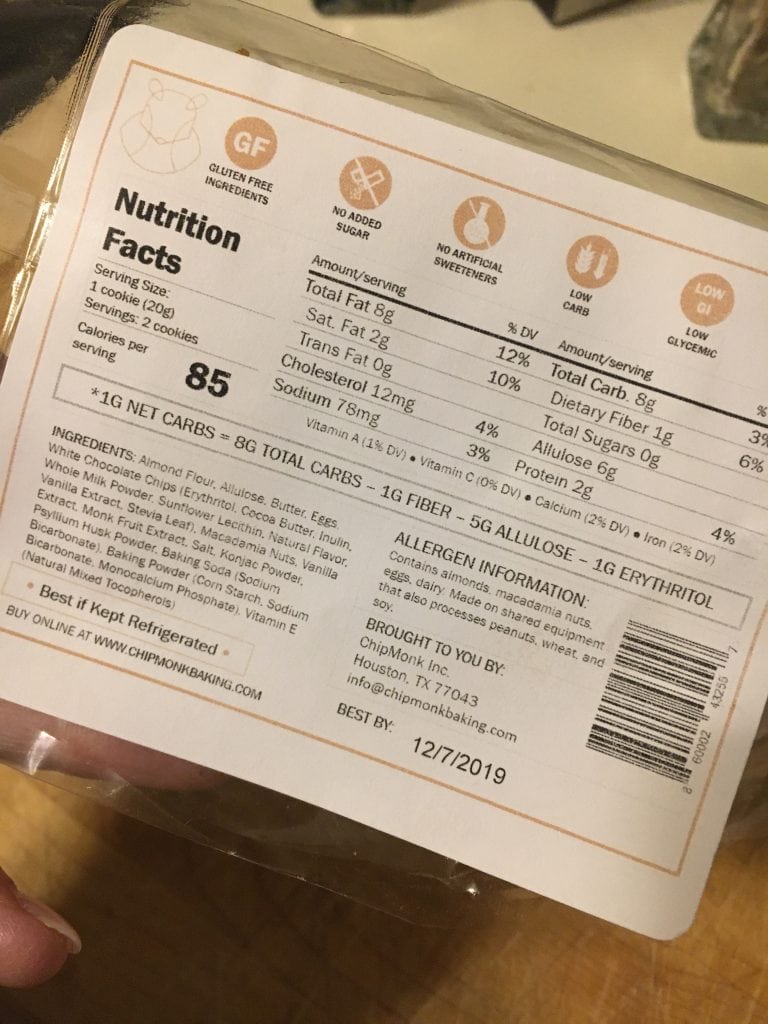 GF
GLUTEN FREE
INGREDIENTS
NO ADDED
SUGAR
NO ARTIFICIAL
SWEETENERS
LOW
CARB
LOW
GI
LOW
GLYCEMIC
Nutrition
Facts
Serving Size:
1 cookie (20g)
Servings: 2 cookies
Calories per
serving
85
Amount/serving % DV
Total Fat 8g 12%
Sat. Fat 2g 10%
Trans Fat 0g
Cholesterol 12mg 4%
Sodium 78mg 3%
Amount/serving %
Total Carb. 8g 3%
Dietary Fiber 1g 6%
Total Sugars 0g
Allulose 6g
Protein 2g 4%
Vitamin A (1% DV) • Vitamin C (0% DV) • Calcium (2% DV) • Iron (2% DV)
*1G NET CARBS = 8G TOTAL CARBS – 1G FIBER – 5G ALLULOSE – 1G ERYTHRITOL
INGREDIENTS: Almond Flour, Allulose, Butter, Eggs,
White Chocolate Chips (Erythritol, Cocoa Butter, Inulin,
Whole Milk Powder, Sunflower Lecithin, Natural Flavor,
Vanilla Extract, Stevia Leaf), Macadamia Nuts, Vanilla
Extract, Monk Fruit Extract, Salt, Konjac Powder,
Psyllium Husk Powder, Baking Soda (Sodium
Bicarbonate), Baking Powder (Corn Starch, Sodium
Bicarbonate, Monocalcium Phosphate), Vitamin E
(Natural Mixed Tocopherols)
• Best if Kept Refrigerated •
BUY ONLINE AT WWW.CHIPMONKBAKING.COM
ALLERGEN INFORMATION:
Contains almonds, macadamia nuts,
eggs, dairy. Made on shared equipment
that also processes peanuts, wheat, and
soy.
BROUGHT TO YOU BY:
ChipMonk Inc.
Houston, TX 77043
info@chipmonkbaking.com
BEST BY: 12/7/2019
8 60002 43255 7